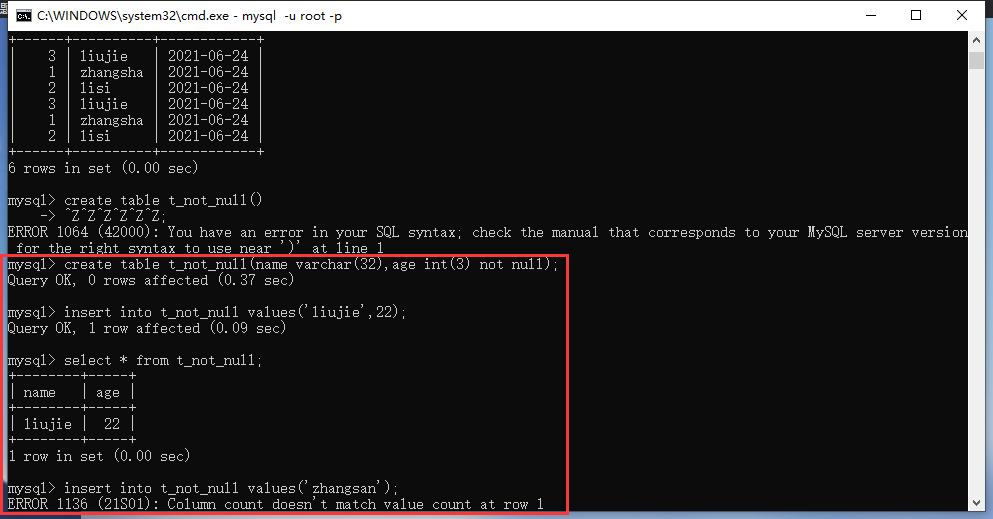 C:\WINDOWS\system32\cmd.exe - mysql -u root -p
+------+----------+------------+
|    3 | liujie   | 2021-06-24 |
|    1 | zhangsha | 2021-06-24 |
|    2 | lisi     | 2021-06-24 |
|    3 | liujie   | 2021-06-24 |
|    1 | zhangsha | 2021-06-24 |
|    2 | lisi     | 2021-06-24 |
+------+----------+------------+
6 rows in set (0.00 sec)
mysql> create table t_not_null()
    -> ^Z^Z^Z^Z^Z^Z;
ERROR 1064 (42000): You have an error in your SQL syntax; check the manual that corresponds to your MySQL server version
 for the right syntax to use near ')' at line 1
mysql> create table t_not_null(name varchar(32),age int(3) not null);
Query OK, 0 rows affected (0.37 sec)
mysql> insert into t_not_null values('liujie',22);
Query OK, 1 row affected (0.09 sec)
mysql> select * from t_not_null;
+--------+-----+
| name   | age |
+--------+-----+
| liujie |  22 |
+--------+-----+
1 row in set (0.00 sec)
mysql> insert into t_not_null values('zhangsan');
ERROR 1136 (21S01): Column count doesn't match value count at row 1